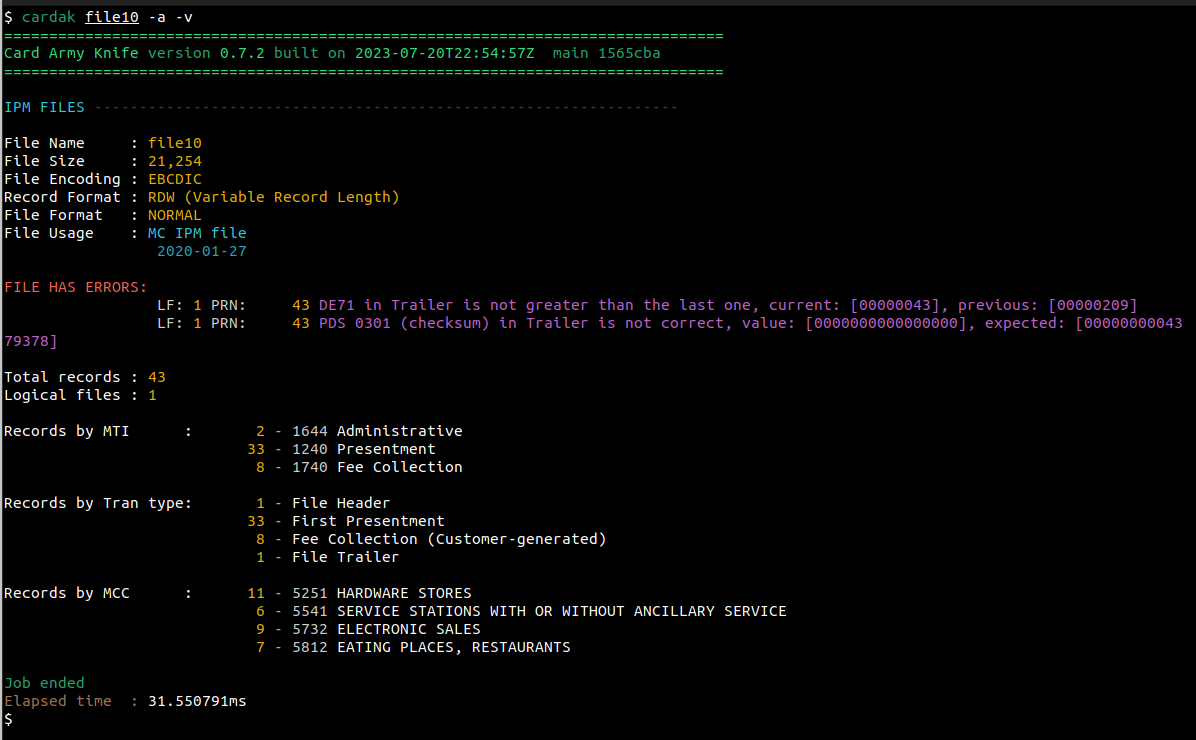 $ cardak file10 -a -v
================================================================================
Card Army Knife version 0.7.2 built on 2023-07-20T22:54:57Z  main 1565cba
================================================================================
IPM FILES -----------------------------------------------------------------
File Name     : file10
File Size     : 21,254
File Encoding : EBCDIC
Record Format : RDW (Variable Record Length)
File Format   : NORMAL
File Usage    : MC IPM file
                 2020-01-27
FILE HAS ERRORS:
                 LF: 1 PRN:     43 DE71 in Trailer is not greater than the last one, current: [00000043], previous: [00000209]
                 LF: 1 PRN:     43 PDS 0301 (checksum) in Trailer is not correct, value: [0000000000000000], expected: [00000000043
79378]
Total records : 43
Logical files : 1
Records by MTI      :       2 - 1644 Administrative
                           33 - 1240 Presentment
                            8 - 1740 Fee Collection
Records by Tran type:       1 - File Header
                           33 - First Presentment
                            8 - Fee Collection (Customer-generated)
                            1 - File Trailer
Records by MCC      :      11 - 5251 HARDWARE STORES
                            6 - 5541 SERVICE STATIONS WITH OR WITHOUT ANCILLARY SERVICE
                            9 - 5732 ELECTRONIC SALES
                            7 - 5812 EATING PLACES, RESTAURANTS
Job ended
Elapsed time  : 31.550791ms
$